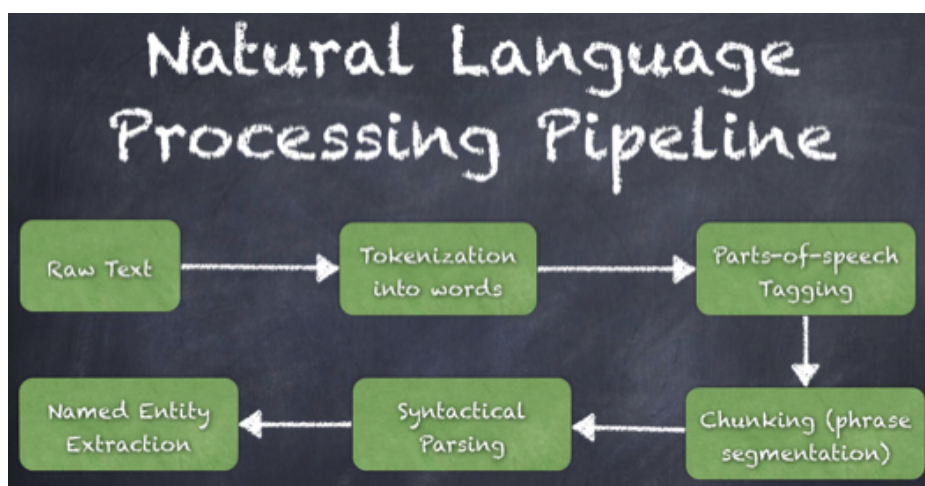 Natural Language
Processing Pipeline
Raw Text
Tokenization
into words
Parts-of-speech
Tagging
Chunking (phrase
segmentation)
Syntactical
Parsing
Named Entity
Extraction